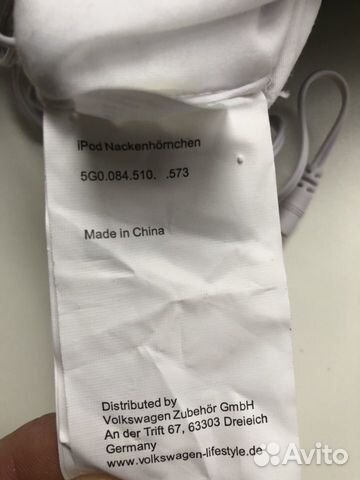 iPod Nackenhörnchen
5G0.084.510. .573
Made in China
Distributed by
Volkswagen Zubehör GmbH
An der Trift 67, 63303 Dreieich
Germany
www.volkswagen-lifestyle.de
Avito